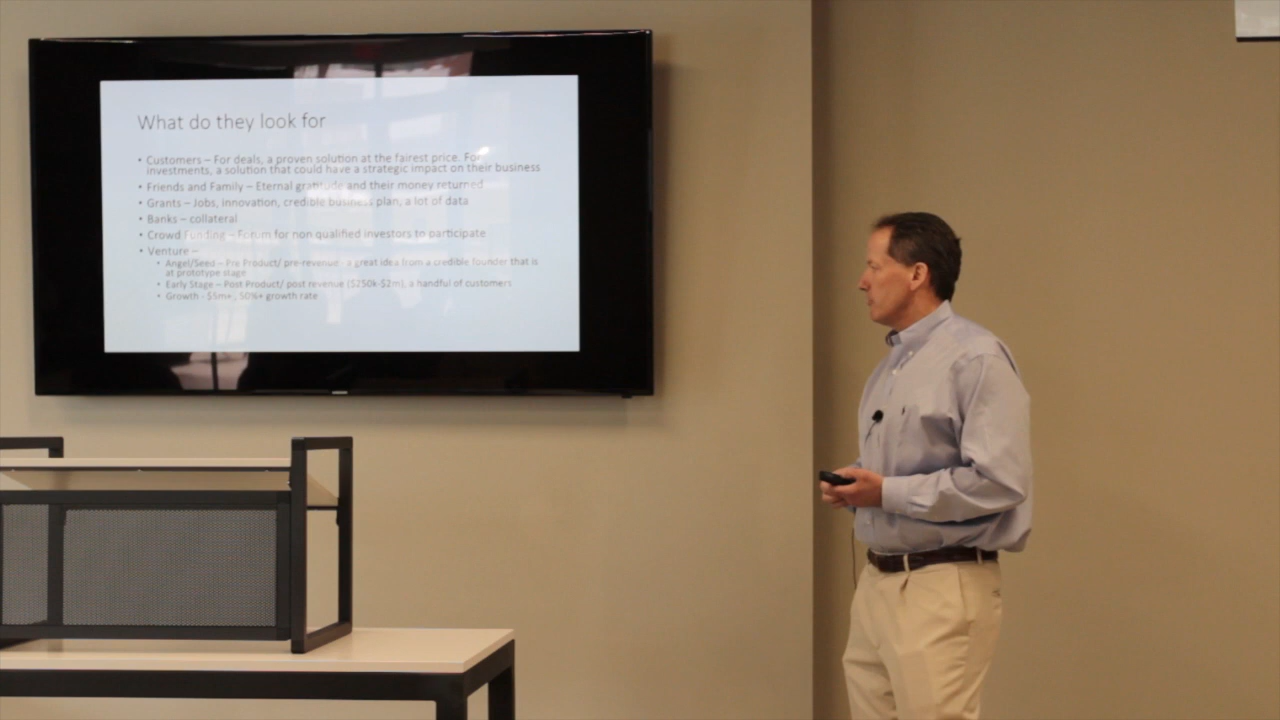 What do they look for
• Customers – For deals, a proven solution at the fairest price. For
investments, a solution that could have a strategic impact on their business
• Friends and Family – Eternal gratitude and their money returned
• Grants – Jobs, innovation, credible business plan, a lot of data
• Banks – collateral
• Crowd Funding – Forum for non qualified investors to participate
• Venture –
• Angel/Seed – Pre Product/ pre-revenue - a great idea from a credible founder that is
at prototype stage
• Early Stage – Post Product/ post revenue ($250k-$2m), a handful of customers
• Growth - $5m+, 50%+ growth rate